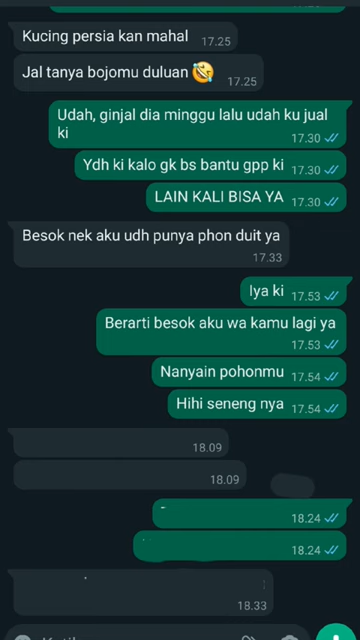 Kucing persia kan mahal
17.25
Jal tanya bojomu duluan 🤣
17.25
Udah, ginjal dia minggu lalu udah ku jual
ki
17.30
Ydh ki kalo gk bs bantu gpp ki
17.30
LAIN KALI BISA YA
17.30
Besok nek aku udh punya phon duit ya
17.33
Iya ki
17.53
Berarti besok aku wa kamu lagi ya
17.53
Nanyain pohonmu
17.54
Hihi seneng nya
17.54
18.09
18.09
18.24
18.24
18.33